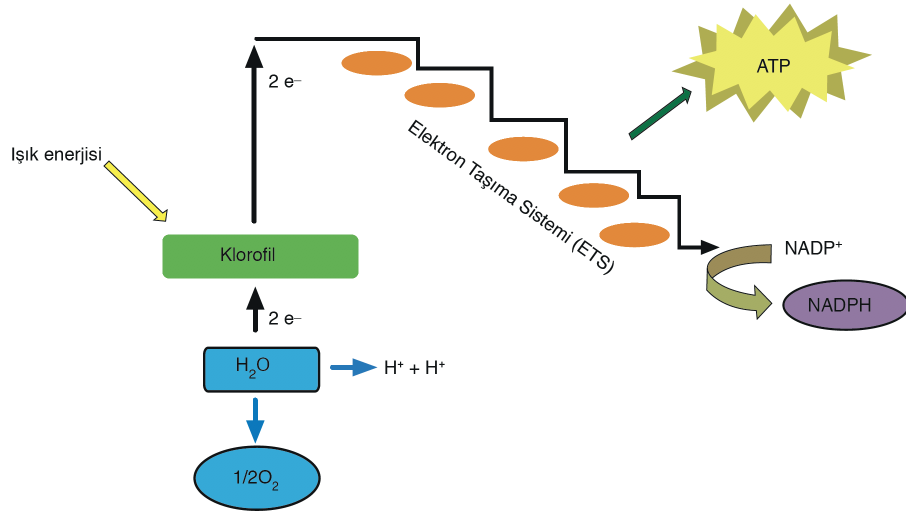 2 e⁻
ATP
Işık enerjisi
Elektron Taşıma Sistemi (ETS)
Klorofil
NADP⁺
NADPH
2 e⁻
H₂O
H⁺ + H⁺
1/2O₂